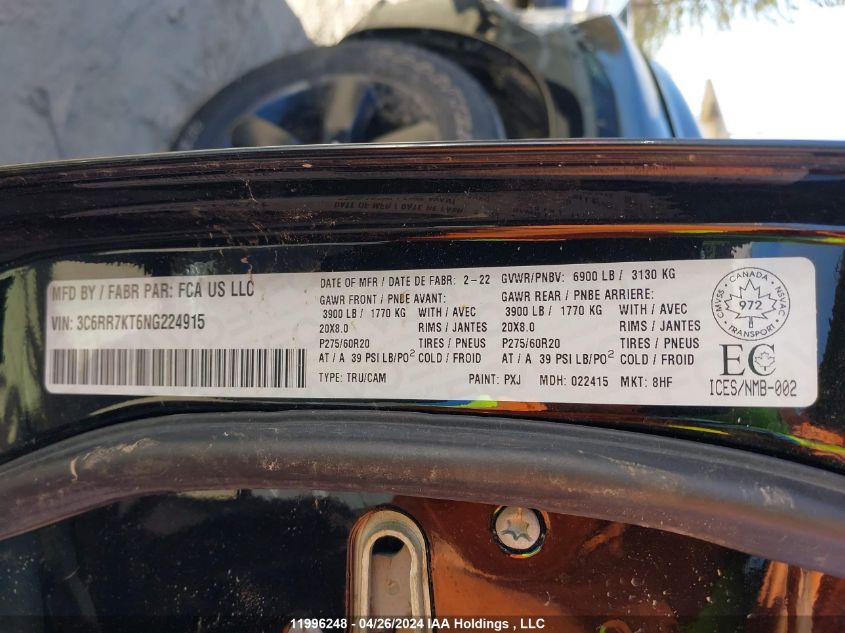 MFD BY / FABR PAR: FCA US LLC
VIN: 3C6RR7KT6NG224915
DATE OF MFR / DATE DE FABR: 2-22
GVWR/PNBV: 6900 LB / 3130 KG
GAWR FRONT / PNBE AVANT:
3900 LB / 1770 KG WITH / AVEC
20X8.0 RIMS / JANTES
P275/60R20 TIRES / PNEUS
AT / A 39 PSI LB/PO² COLD / FROID
GAWR REAR / PNBE ARRIERE:
3900 LB / 1770 KG WITH / AVEC
20X8.0 RIMS / JANTES
P275/60R20 TIRES / PNEUS
AT / A 39 PSI LB/PO² COLD / FROID
TYPE: TRU/CAM PAINT: PXJ MDH: 022415 MKT: 8HF
CANADA
CMVSS 972 NSVAC
TRANSPORT
EC
ICES/NMB-002
11996248 - 04/26/2024 IAA Holdings , LLC